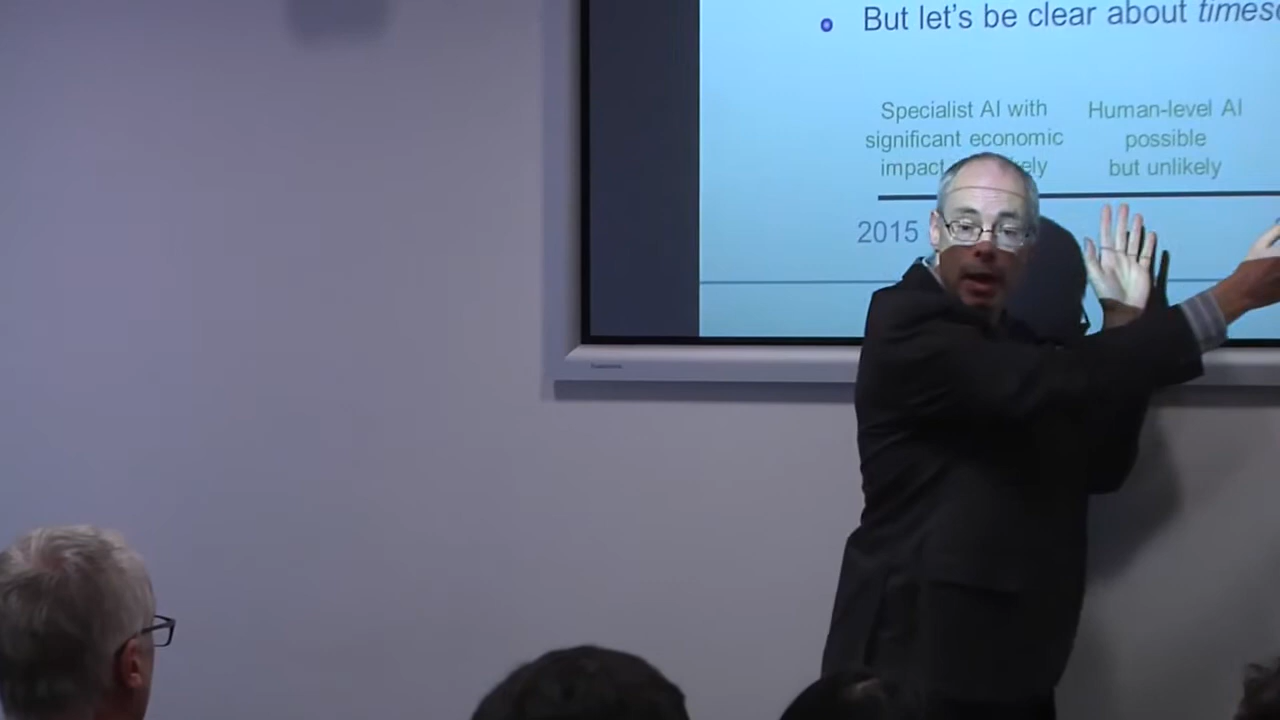 But let's be clear about
Specialist AI with
significant economic
impact
Human-level AI
possible
but unlikely
2015